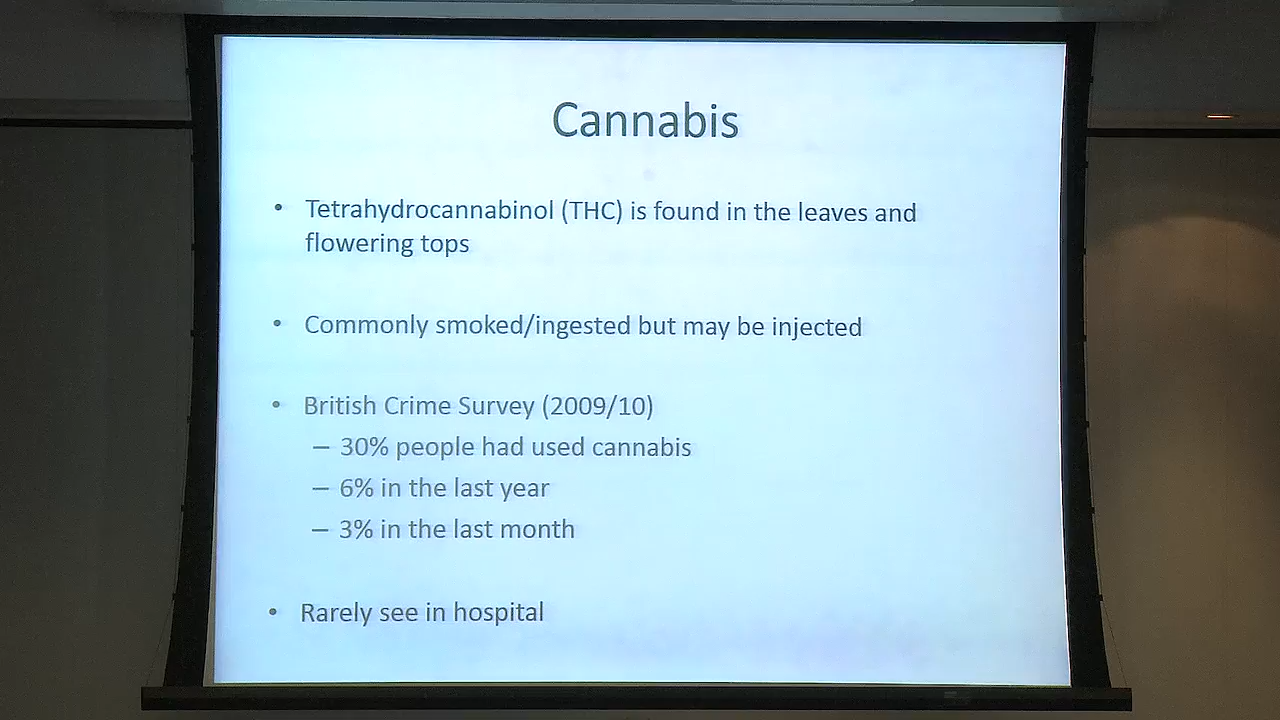 Cannabis
• Tetrahydrocannabinol (THC) is found in the leaves and
flowering tops
• Commonly smoked/ingested but may be injected
• British Crime Survey (2009/10)
– 30% people had used cannabis
– 6% in the last year
– 3% in the last month
• Rarely see in hospital